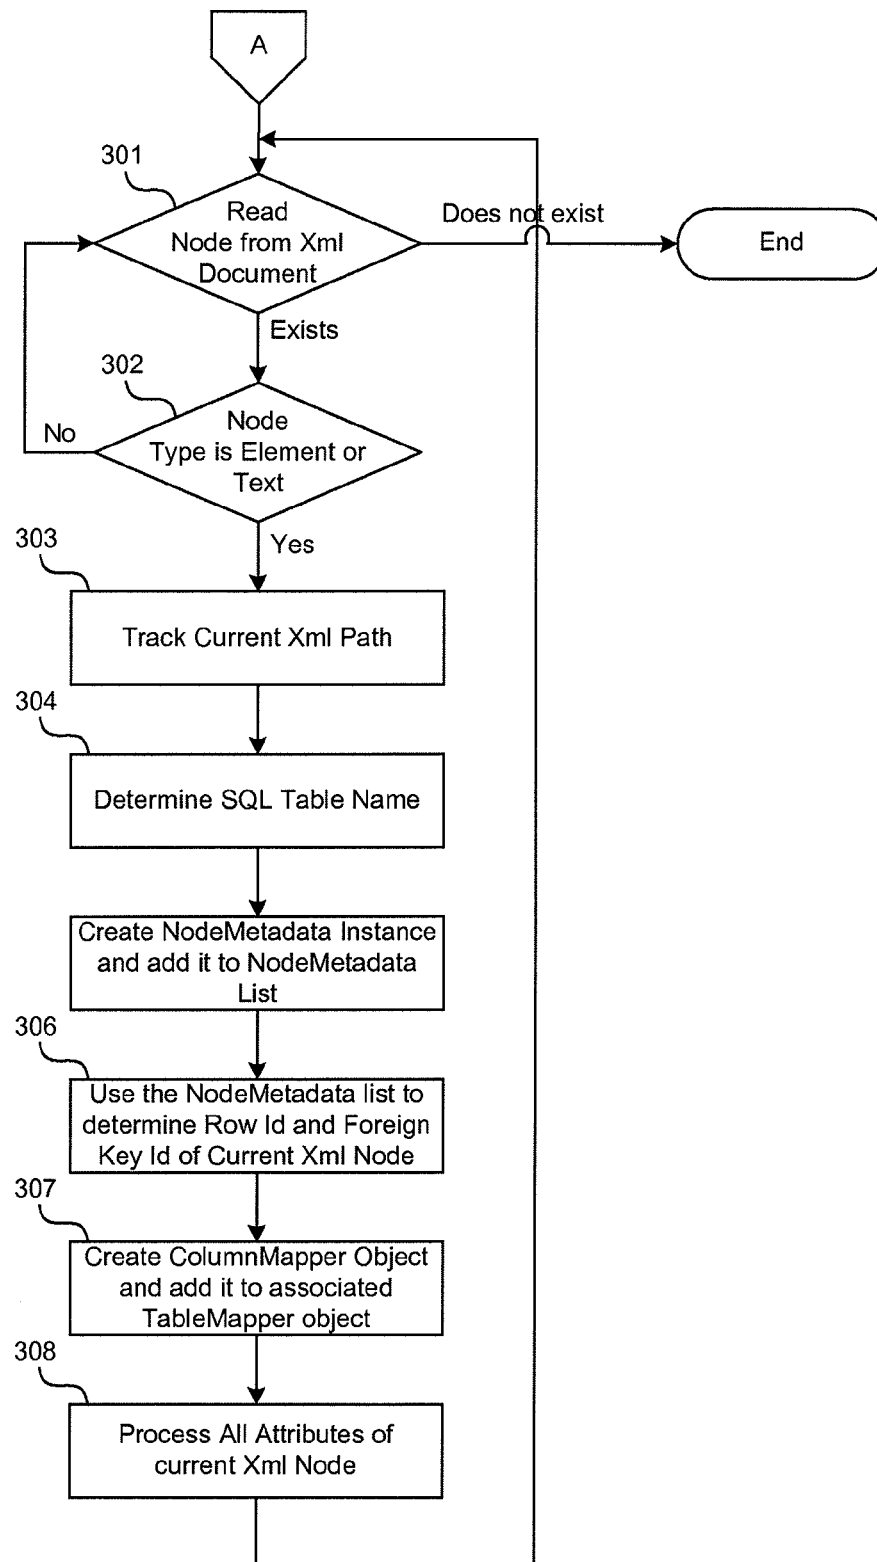 A
301
Read
Node from Xml
Document
Does not exist
End
Exists
302
Node
Type is Element or
Text
No
Yes
303
Track Current Xml Path
304
Determine SQL Table Name
Create NodeMetadata Instance
and add it to NodeMetadata
List
306
Use the NodeMetadata list to
determine Row Id and Foreign
Key Id of Current Xml Node
307
Create ColumnMapper Object
and add it to associated
TableMapper object
308
Process All Attributes of
current Xml Node